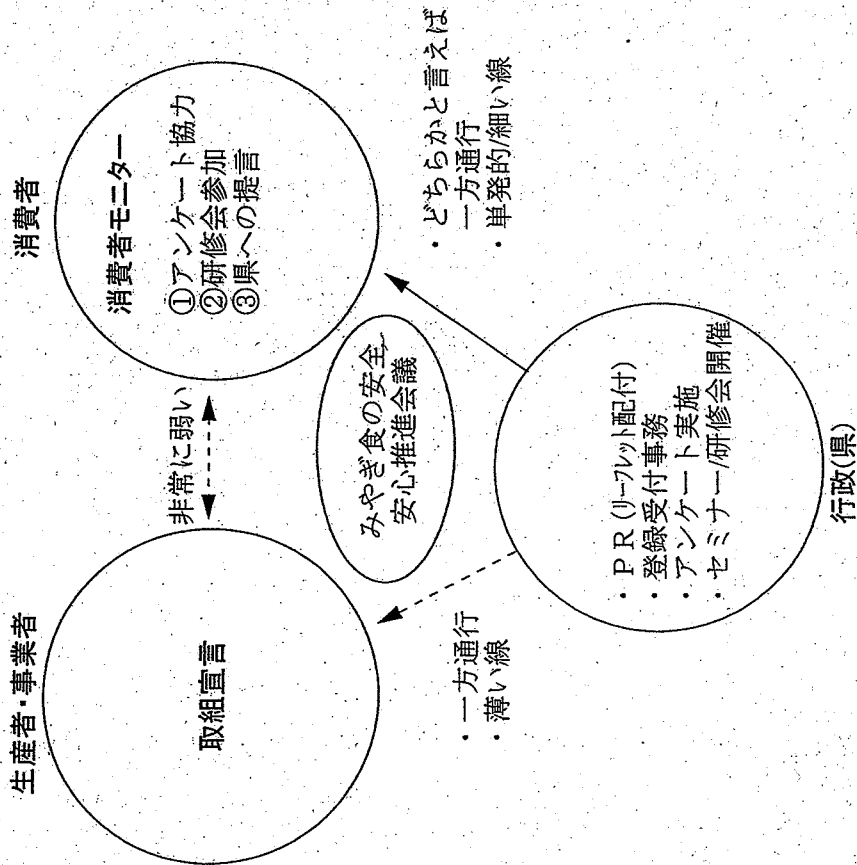 生産者・事業者
取組宣言
非常に弱い
消費者
消費者モニター
①アンケート協力
②研修会参加
③県への提言
みやぎ食の安全
安心推進会議
・一方通行
・薄い線
・どちらかと言えば
一方通行
・単発的/細い線
・PR(リーフレット配付)
・登録受付事務
・アンケート実施
・セミナー/研修会開催
行政(県)